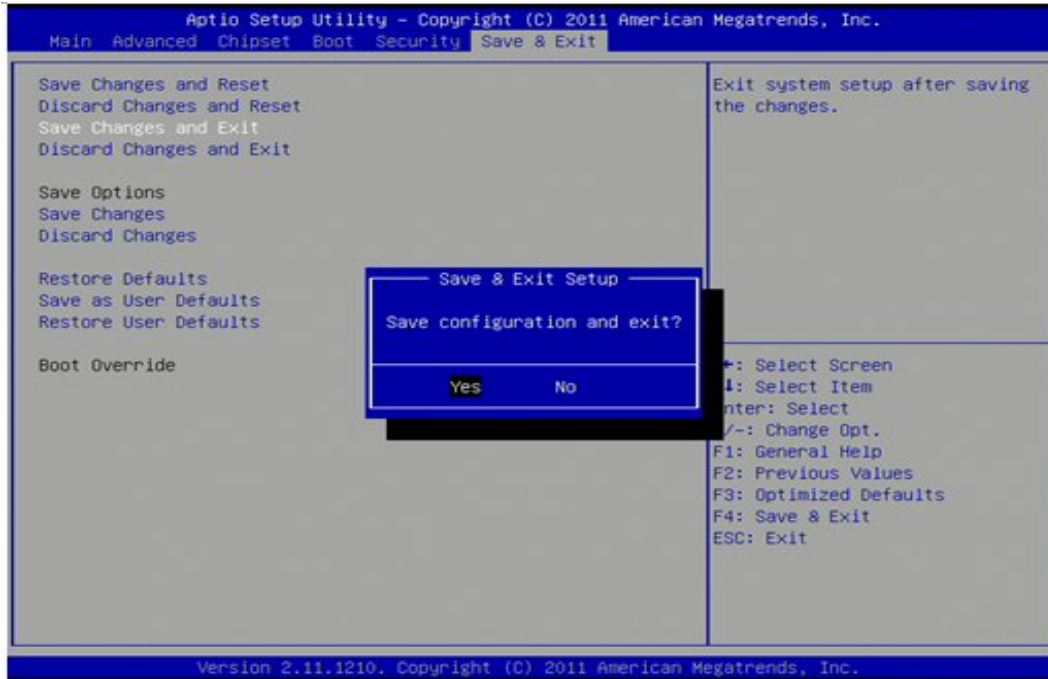 Aptio Setup Utility – Copyright (C) 2011 American Megatrends, Inc.
Main Advanced Chipset Boot Security Save & Exit
Save Changes and Reset
Discard Changes and Reset
Save Changes and Exit
Discard Changes and Exit
Save Options
Save Changes
Discard Changes
Restore Defaults
Save as User Defaults
Restore User Defaults
Boot Override
Save & Exit Setup
Save configuration and exit?
Yes No
Exit system setup after saving
the changes.
←: Select Screen
↓: Select Item
nter: Select
/-: Change Opt.
F1: General Help
F2: Previous Values
F3: Optimized Defaults
F4: Save & Exit
ESC: Exit
Version 2.11.1210. Copyright (C) 2011 American Megatrends, Inc.